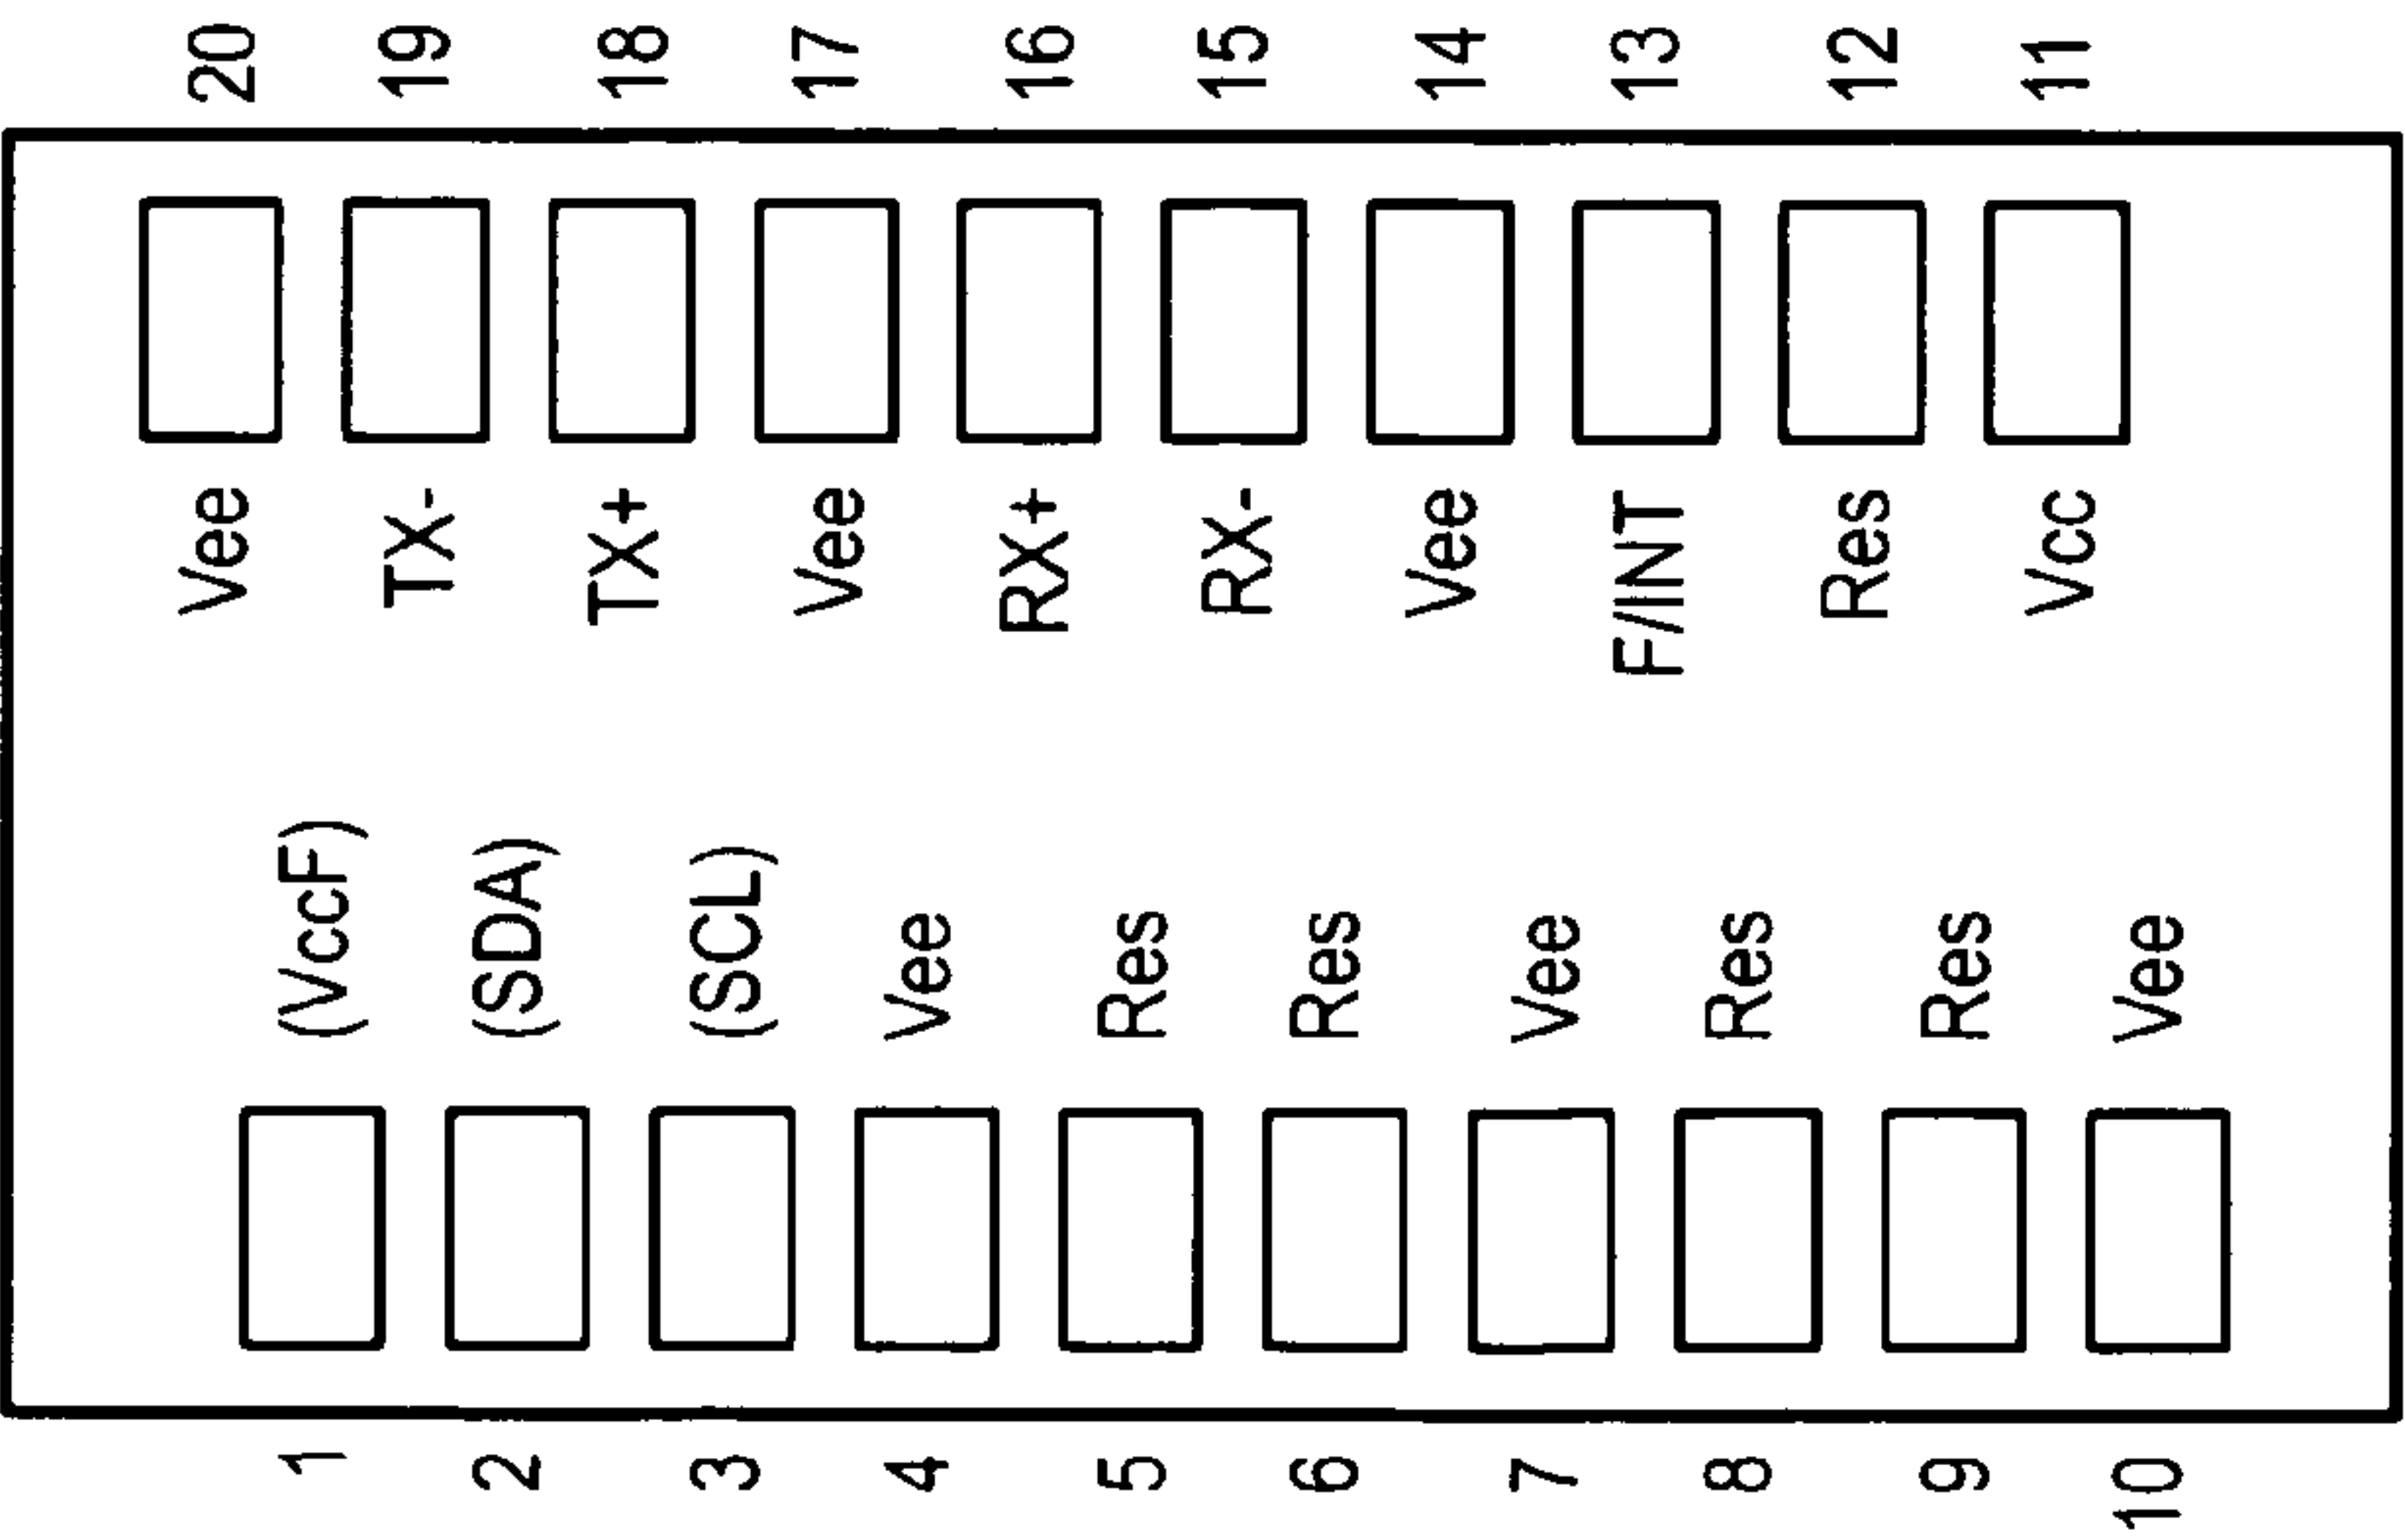 1 (VccF) Vee 20
2 (SDA) TX- 19
3 (SCL) TX+ 18
4 Vee Vee 17
5 Res RX+ 16
6 Res RX- 15
7 Vee Vee 14
8 Res F/INT 13
9 Res Res 12
10 Vee Vcc 11